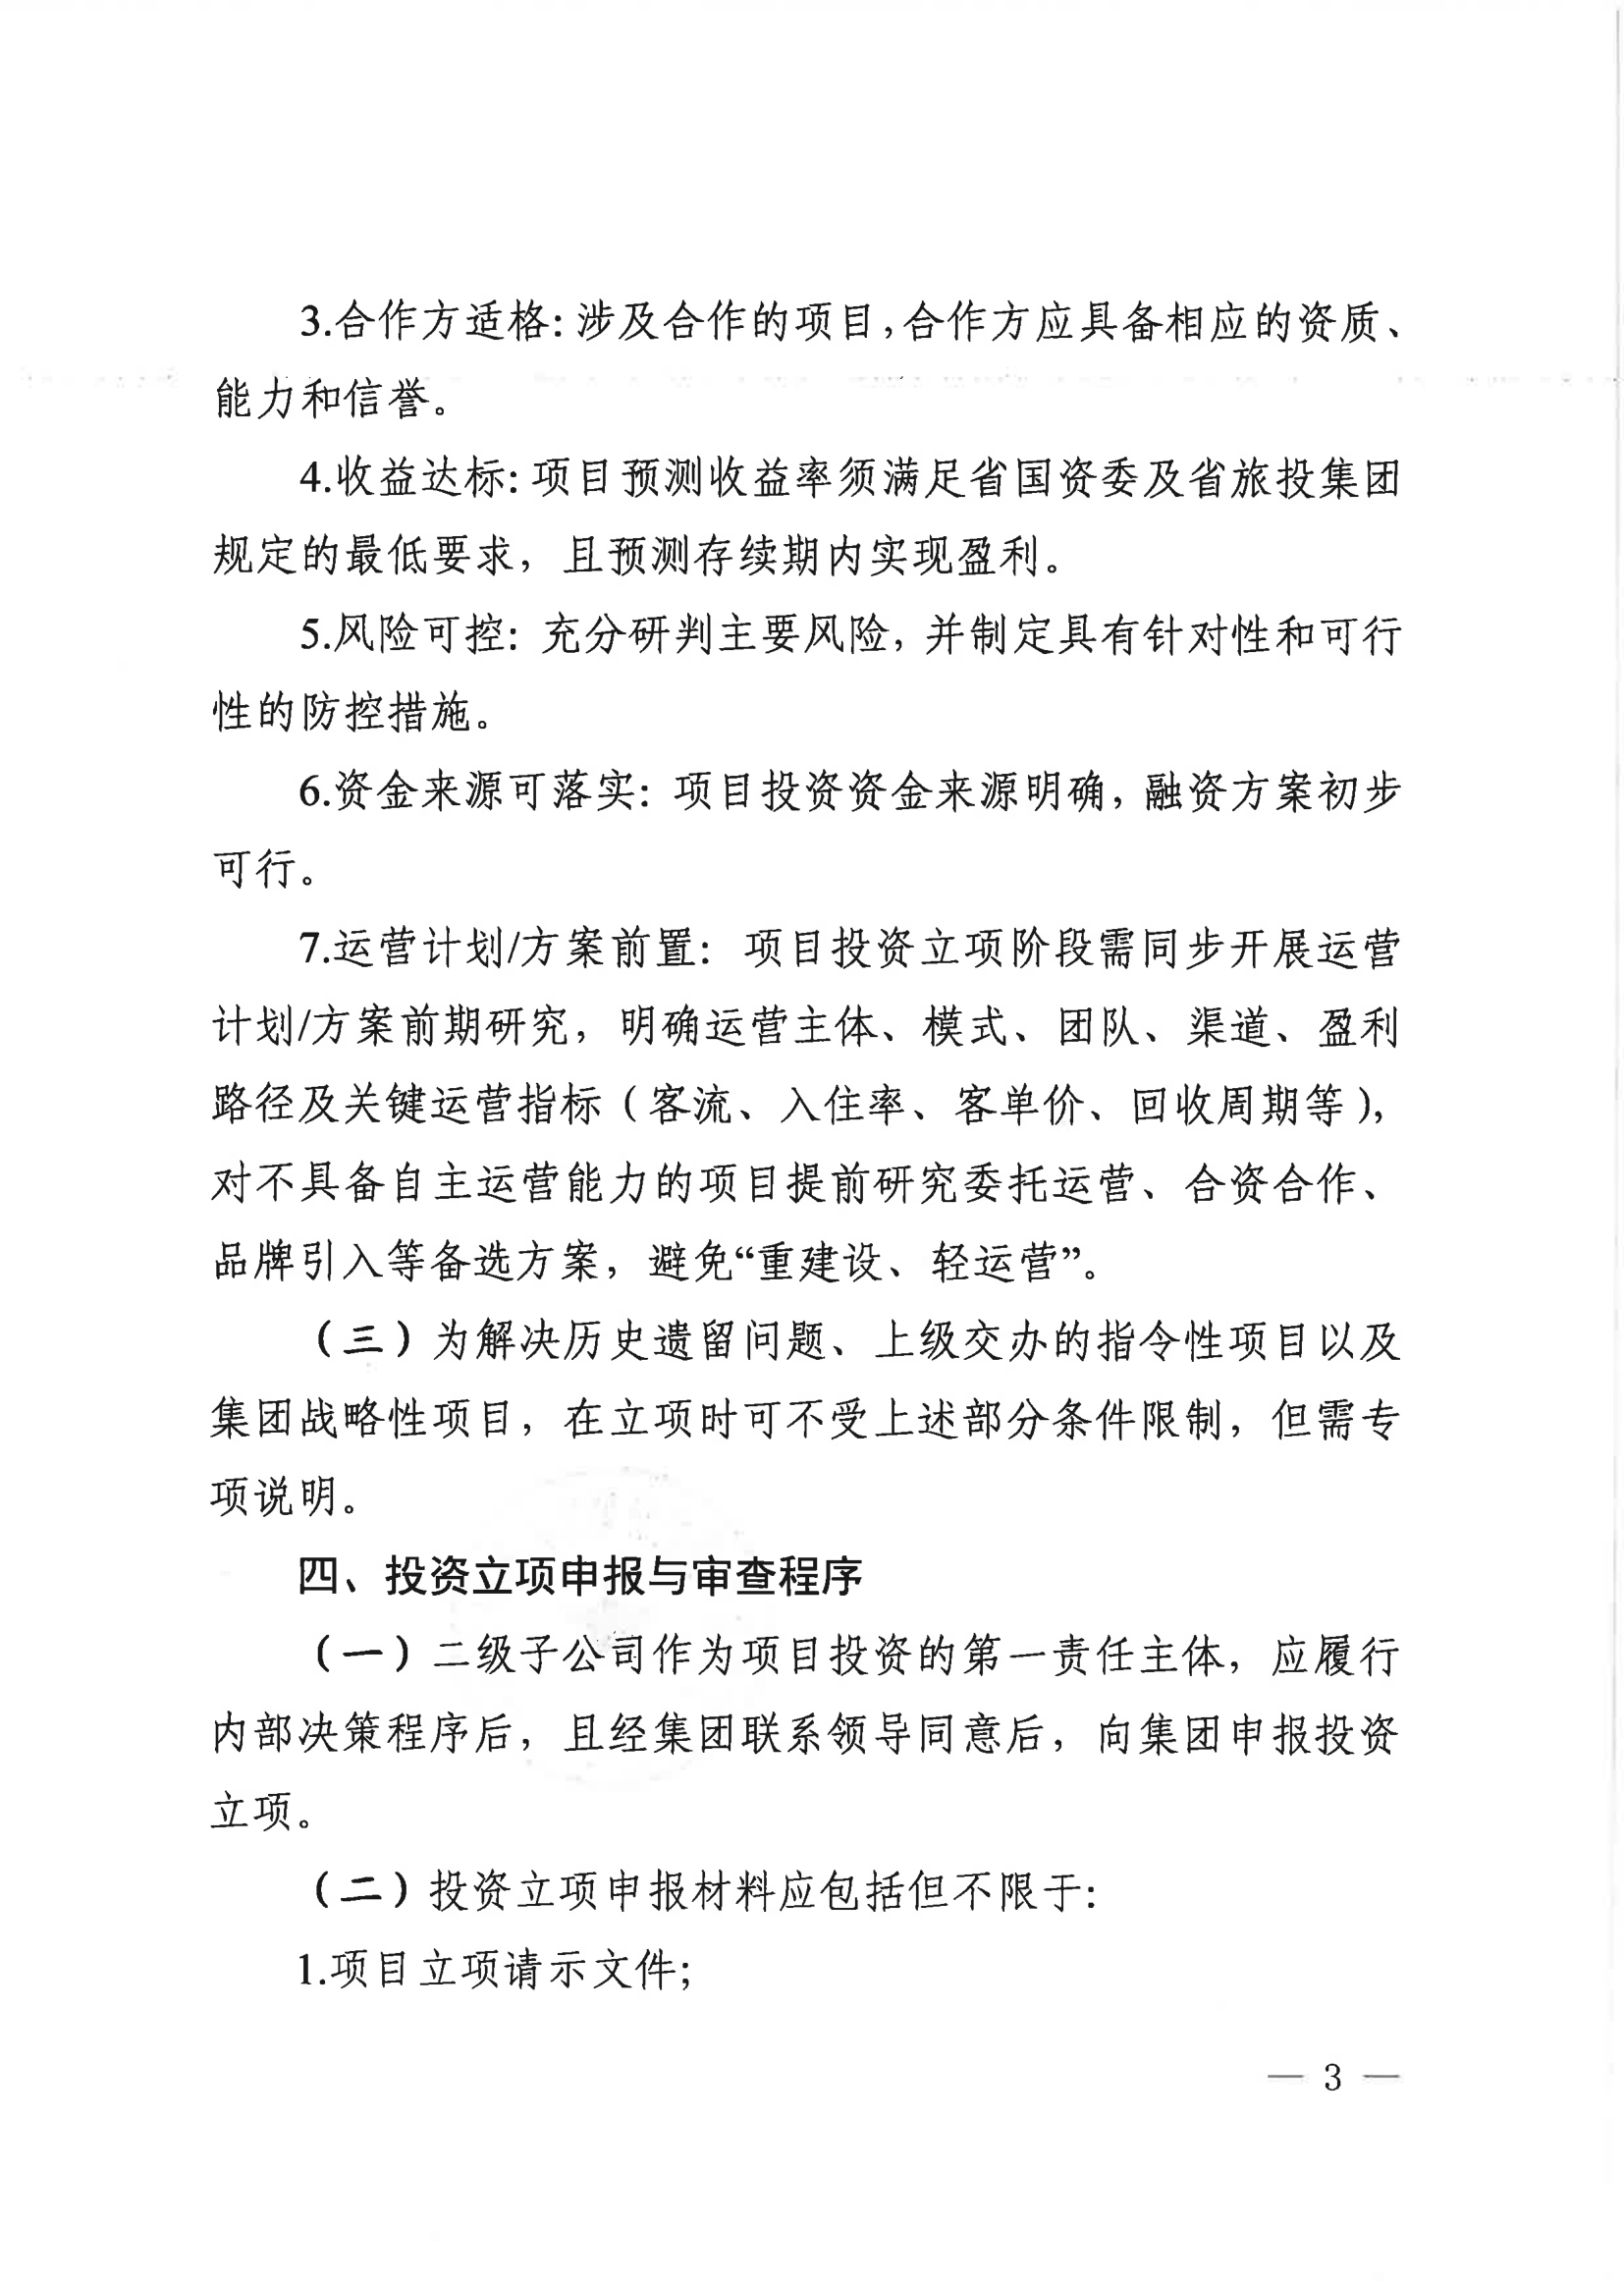 3.合作方适格：涉及合作的项目，合作方应具备相应的资质、
能力和信誉。
4.收益达标：项目预测收益率须满足省国资委及省旅投集团
规定的最低要求，且预测存续期内实现盈利。
5.风险可控：充分研判主要风险，并制定具有针对性和可行
性的防控措施。
6.资金来源可落实：项目投资资金来源明确，融资方案初步
可行。
7.运营计划/方案前置：项目投资立项阶段需同步开展运营
计划/方案前期研究，明确运营主体、模式、团队、渠道、盈利
路径及关键运营指标（客流、入住率、客单价、回收周期等），
对不具备自主运营能力的项目提前研究委托运营、合资合作、
品牌引入等备选方案，避免“重建设、轻运营”。
（三）为解决历史遗留问题、上级交办的指令性项目以及
集团战略性项目，在立项时可不受上述部分条件限制，但需专
项说明。
四、投资立项申报与审查程序
（一）二级子公司作为项目投资的第一责任主体，应履行
内部决策程序后，且经集团联系领导同意后，向集团申报投资
立项。
（二）投资立项申报材料应包括但不限于：
1.项目立项请示文件；
— 3 —